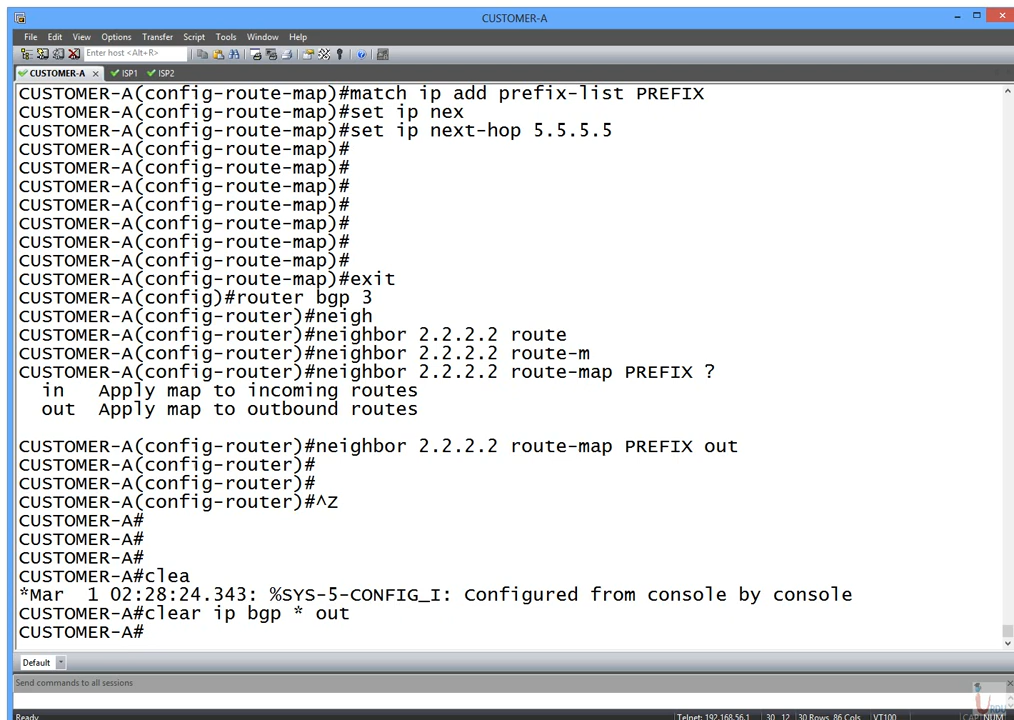 CUSTOMER-A
File Edit View Options Transfer Script Tools Window Help
Enter host <Alt+R>
CUSTOMER-A × ISP1 ISP2
CUSTOMER-A(config-route-map)#match ip add prefix-list PREFIX
CUSTOMER-A(config-route-map)#set ip nex
CUSTOMER-A(config-route-map)#set ip next-hop 5.5.5.5
CUSTOMER-A(config-route-map)#
CUSTOMER-A(config-route-map)#
CUSTOMER-A(config-route-map)#
CUSTOMER-A(config-route-map)#
CUSTOMER-A(config-route-map)#
CUSTOMER-A(config-route-map)#
CUSTOMER-A(config-route-map)#
CUSTOMER-A(config-route-map)#exit
CUSTOMER-A(config)#router bgp 3
CUSTOMER-A(config-router)#neigh
CUSTOMER-A(config-router)#neighbor 2.2.2.2 route
CUSTOMER-A(config-router)#neighbor 2.2.2.2 route-m
CUSTOMER-A(config-router)#neighbor 2.2.2.2 route-map PREFIX ?
in Apply map to incoming routes
out Apply map to outbound routes
CUSTOMER-A(config-router)#neighbor 2.2.2.2 route-map PREFIX out
CUSTOMER-A(config-router)#
CUSTOMER-A(config-router)#
CUSTOMER-A(config-router)#^Z
CUSTOMER-A#
CUSTOMER-A#
CUSTOMER-A#
CUSTOMER-A#clea
*Mar 1 02:28:24.343: %SYS-5-CONFIG_I: Configured from console by console
CUSTOMER-A#clear ip bgp * out
CUSTOMER-A#
Default
Send commands to all sessions
Ready Telnet: 192.168.56.1 30, 12 30 Rows, 86 Cols VT100 CAP NUM